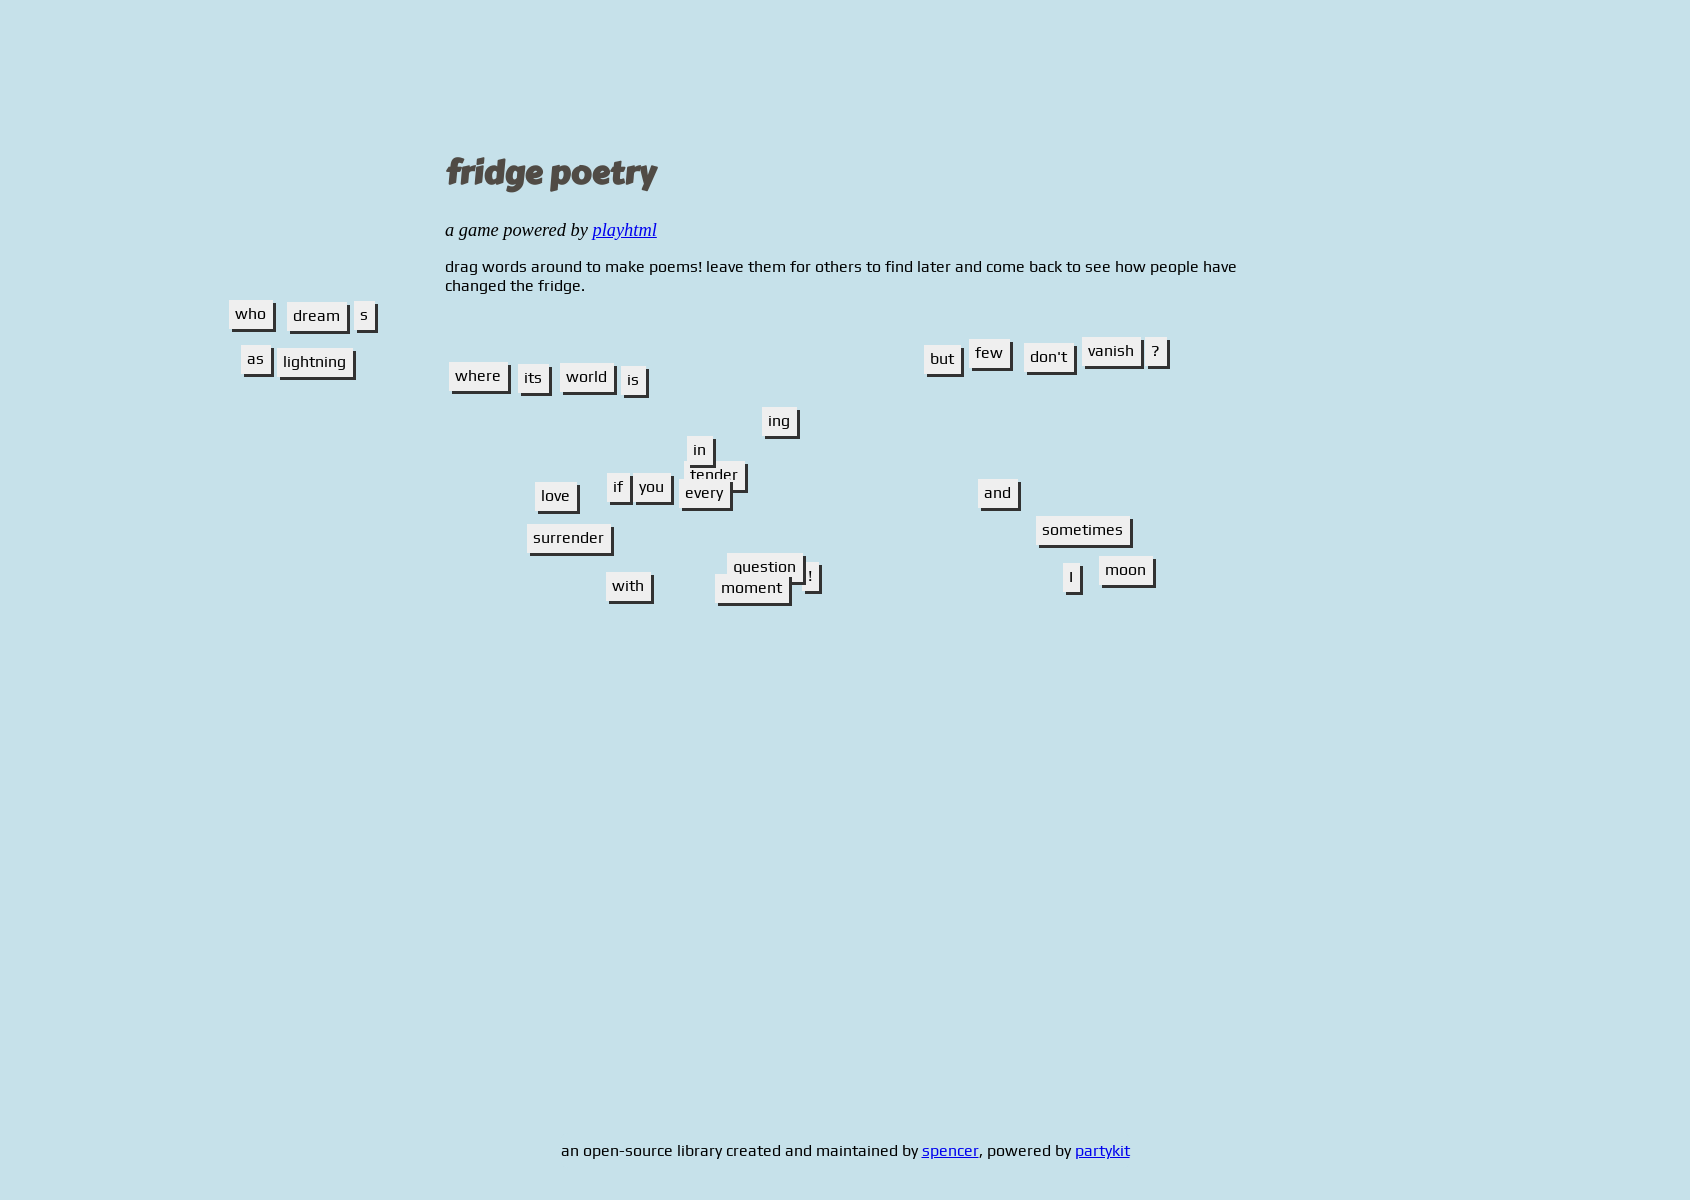 fridge poetry
a game powered by playhtml
drag words around to make poems! leave them for others to find later and come back to see how people have
changed the fridge.
who dream s
as lightning
where its world is
but few don't vanish ?
ing
in
tender
love if you every
and
surrender
sometimes
question !
with moment
I moon
an open-source library created and maintained by spencer, powered by partykit